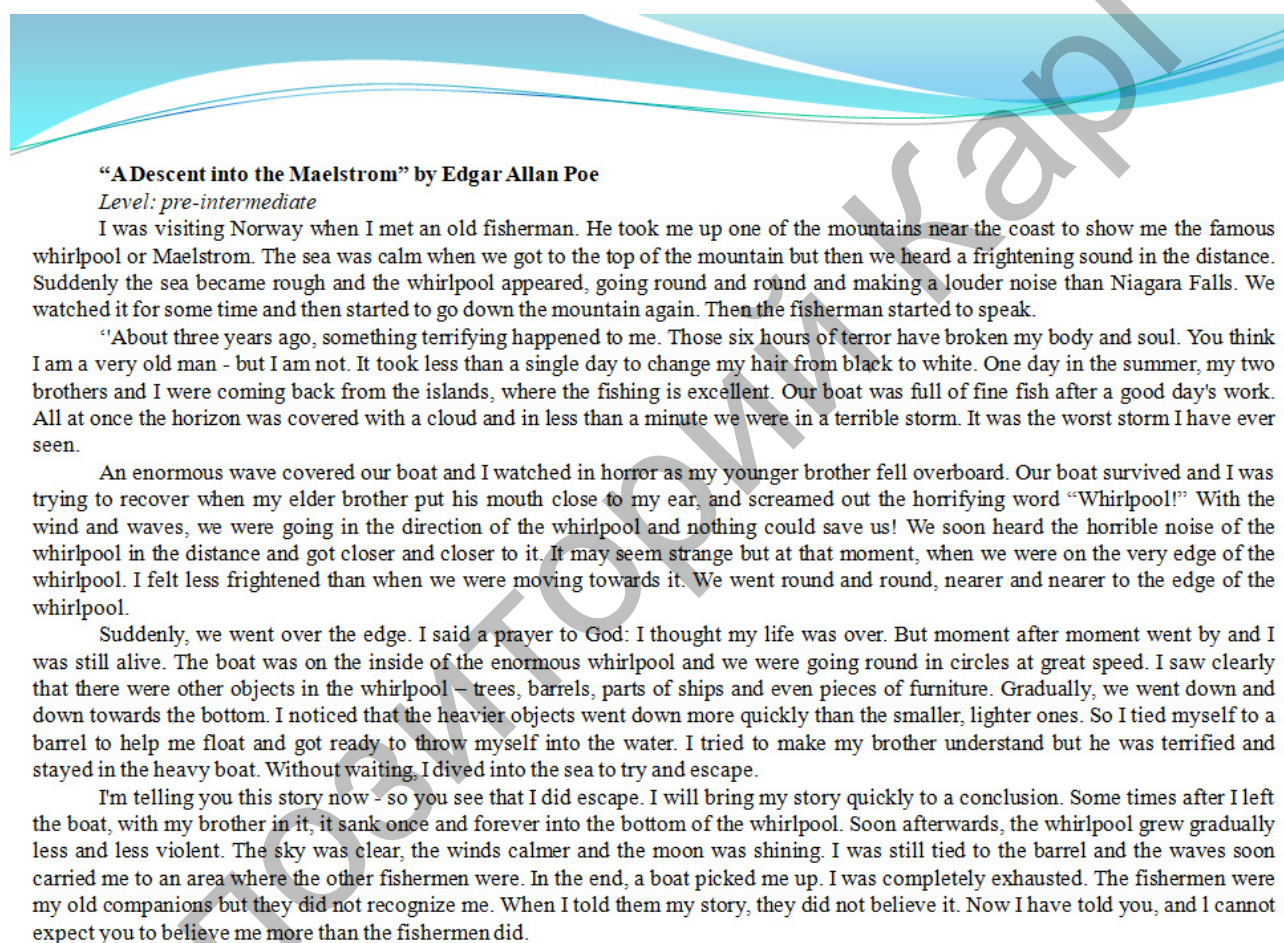 “A Descent into the Maelstrom” by Edgar Allan Poe
Level: pre-intermediate
I was visiting Norway when I met an old fisherman. He took me up one of the mountains near the coast to show me the famous
whirlpool or Maelstrom. The sea was calm when we got to the top of the mountain but then we heard a frightening sound in the distance.
Suddenly the sea became rough and the whirlpool appeared, going round and round and making a louder noise than Niagara Falls. We
watched it for some time and then started to go down the mountain again. Then the fisherman started to speak.
‘'About three years ago, something terrifying happened to me. Those six hours of terror have broken my body and soul. You think
I am a very old man - but I am not. It took less than a single day to change my hair from black to white. One day in the summer, my two
brothers and I were coming back from the islands, where the fishing is excellent. Our boat was full of fine fish after a good day's work.
All at once the horizon was covered with a cloud and in less than a minute we were in a terrible storm. It was the worst storm I have ever
seen.
An enormous wave covered our boat and I watched in horror as my younger brother fell overboard. Our boat survived and I was
trying to recover when my elder brother put his mouth close to my ear, and screamed out the horrifying word “Whirlpool!” With the
wind and waves, we were going in the direction of the whirlpool and nothing could save us! We soon heard the horrible noise of the
whirlpool in the distance and got closer and closer to it. It may seem strange but at that moment, when we were on the very edge of the
whirlpool. I felt less frightened than when we were moving towards it. We went round and round, nearer and nearer to the edge of the
whirlpool.
Suddenly, we went over the edge. I said a prayer to God: I thought my life was over. But moment after moment went by and I
was still alive. The boat was on the inside of the enormous whirlpool and we were going round in circles at great speed. I saw clearly
that there were other objects in the whirlpool – trees, barrels, parts of ships and even pieces of furniture. Gradually, we went down and
down towards the bottom. I noticed that the heavier objects went down more quickly than the smaller, lighter ones. So I tied myself to a
barrel to help me float and got ready to throw myself into the water. I tried to make my brother understand but he was terrified and
stayed in the heavy boat. Without waiting, I dived into the sea to try and escape.
I'm telling you this story now - so you see that I did escape. I will bring my story quickly to a conclusion. Some times after I left
the boat, with my brother in it, it sank once and forever into the bottom of the whirlpool. Soon afterwards, the whirlpool grew gradually
less and less violent. The sky was clear, the winds calmer and the moon was shining. I was still tied to the barrel and the waves soon
carried me to an area where the other fishermen were. In the end, a boat picked me up. I was completely exhausted. The fishermen were
my old companions but they did not recognize me. When I told them my story, they did not believe it. Now I have told you, and l cannot
expect you to believe me more than the fishermen did.